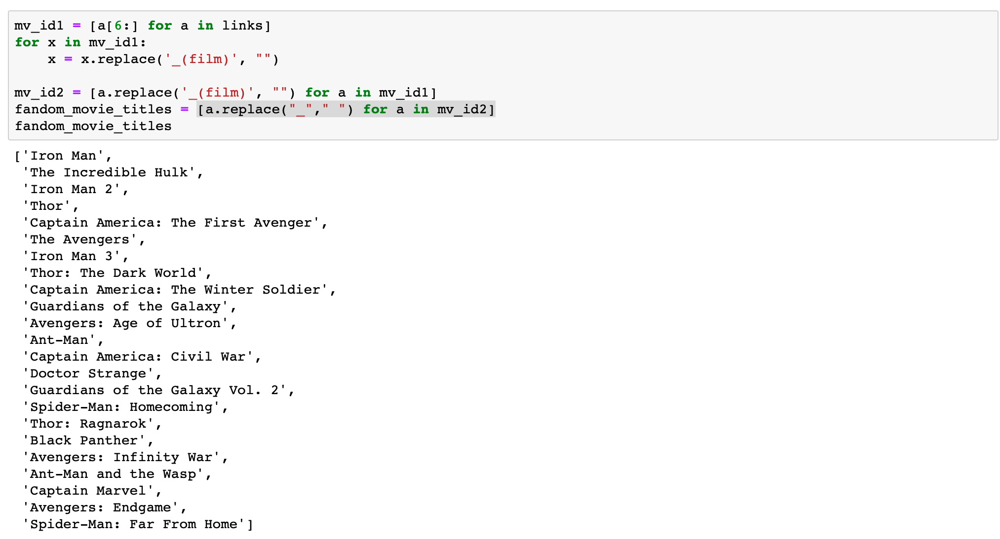 mv_id1 = [a[6:] for a in links]
for x in mv_id1:
    x = x.replace('_(film)', "")
mv_id2 = [a.replace('_(film)', "") for a in mv_id1]
fandom_movie_titles = [a.replace("_"," ") for a in mv_id2]
fandom_movie_titles
['Iron Man',
 'The Incredible Hulk',
 'Iron Man 2',
 'Thor',
 'Captain America: The First Avenger',
 'The Avengers',
 'Iron Man 3',
 'Thor: The Dark World',
 'Captain America: The Winter Soldier',
 'Guardians of the Galaxy',
 'Avengers: Age of Ultron',
 'Ant-Man',
 'Captain America: Civil War',
 'Doctor Strange',
 'Guardians of the Galaxy Vol. 2',
 'Spider-Man: Homecoming',
 'Thor: Ragnarok',
 'Black Panther',
 'Avengers: Infinity War',
 'Ant-Man and the Wasp',
 'Captain Marvel',
 'Avengers: Endgame',
 'Spider-Man: Far From Home']